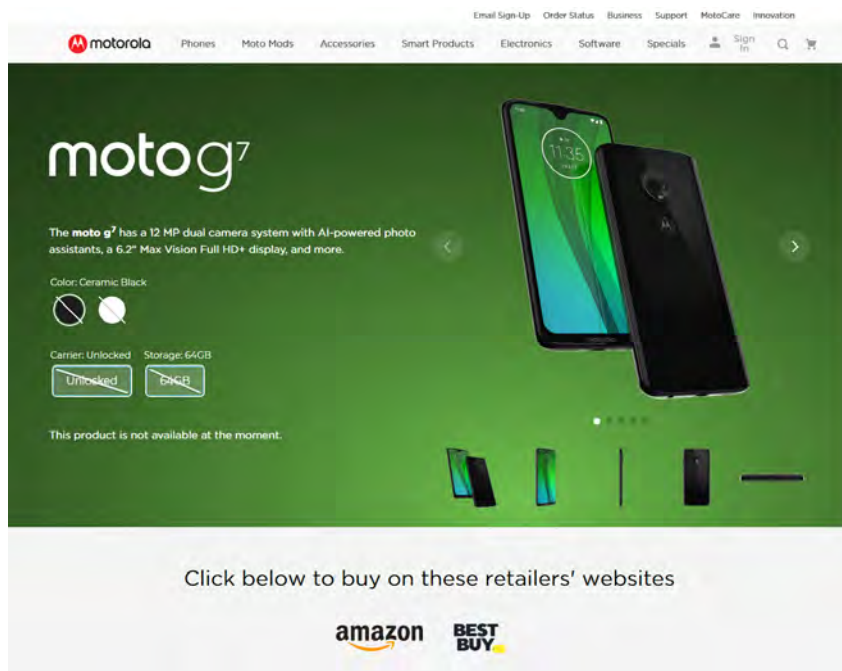 Email Sign-Up Order Status Business Support MotoCare Innovation
motorola Phones Moto Mods Accessories Smart Products Electronics Software Specials Sign
In
moto g7
The moto g7 has a 12 MP dual camera system with AI-powered photo
assistants, a 6.2" Max Vision Full HD+ display, and more.
Color: Ceramic Black
Carrier: Unlocked Storage: 64GB
Unlocked 64GB
This product is not available at the moment.
11:35
Click below to buy on these retailers' websites
amazon BEST
BUY